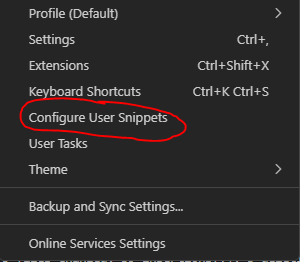 Profile (Default)
Settings Ctrl+,
Extensions Ctrl+Shift+X
Keyboard Shortcuts Ctrl+K Ctrl+S
Configure User Snippets
User Tasks
Theme
Backup and Sync Settings...
Online Services Settings